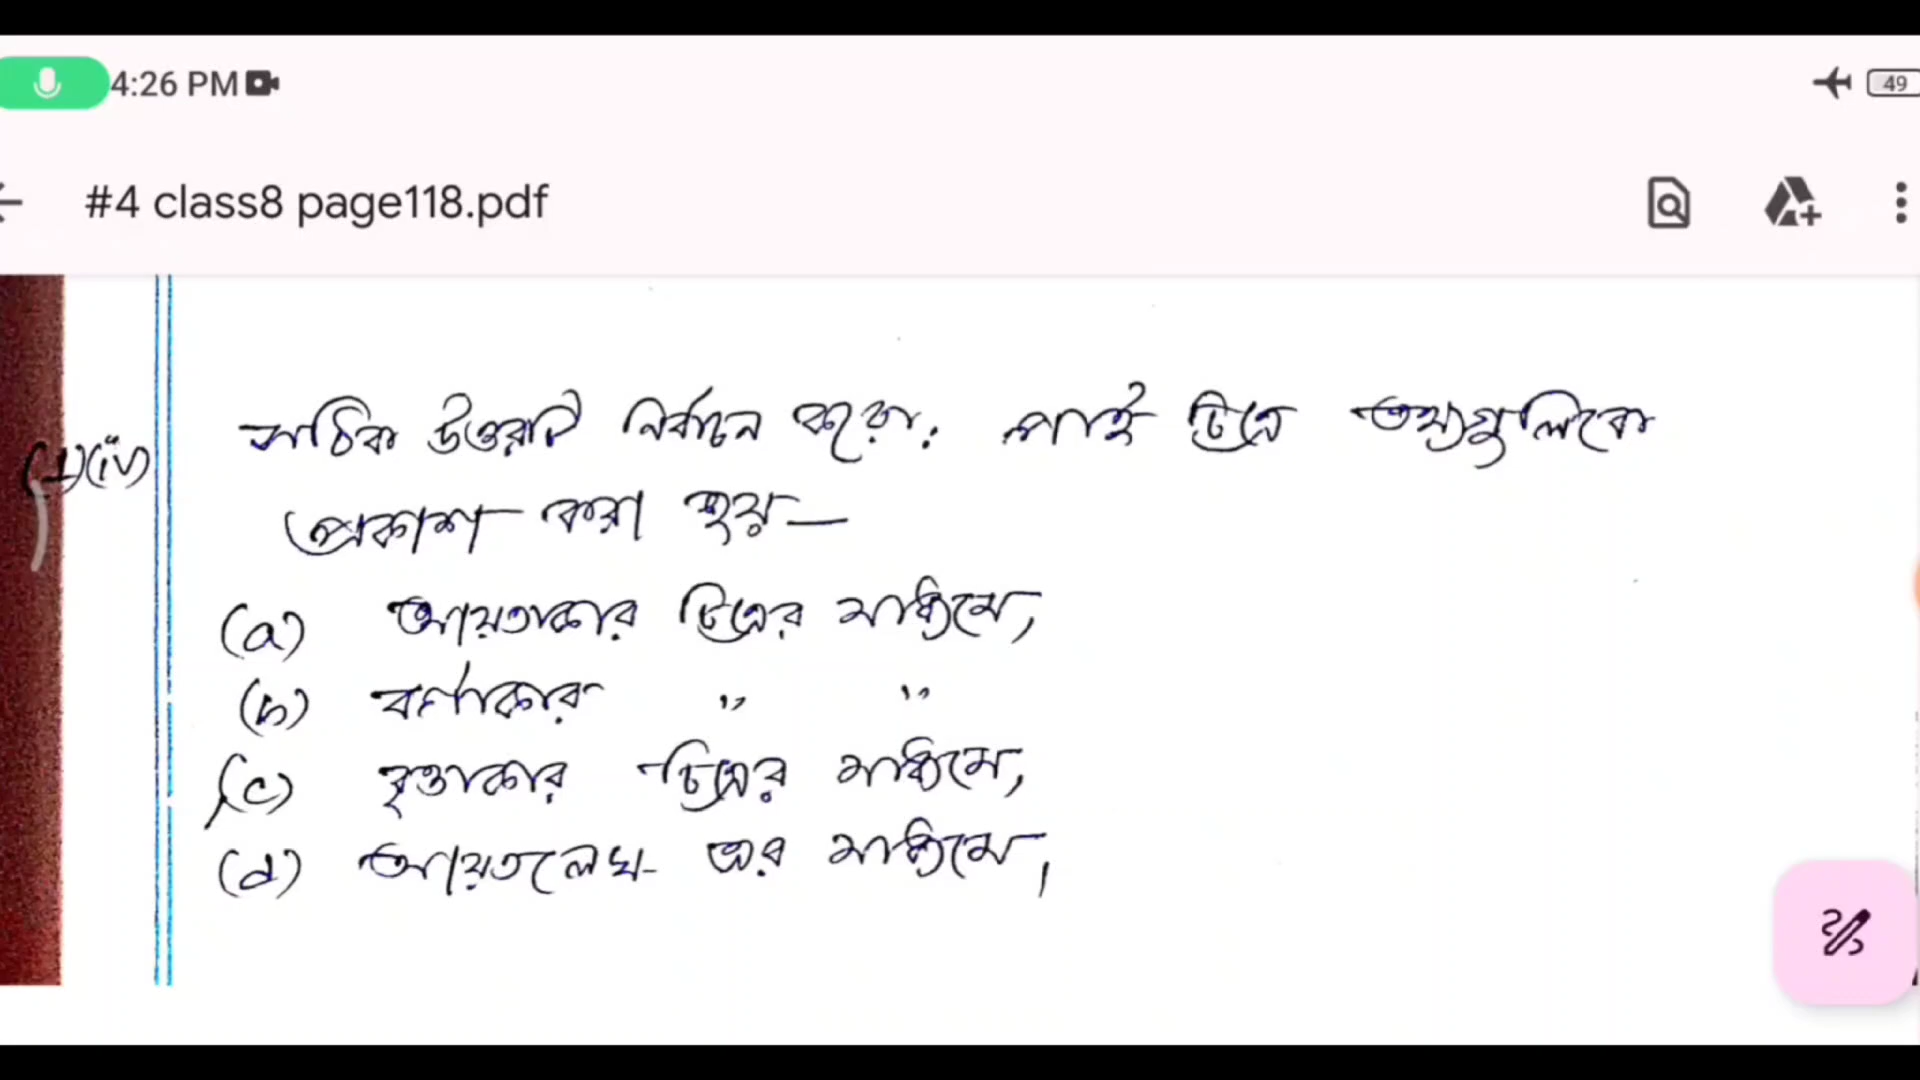 4:26 PM
49
#4 class8 page118.pdf
(1)(iv) সঠিক উত্তরটি নির্বাচন করো: পাই চিত্রে তথ্যগুলিকে
প্রকাশ করা হয়—
(a) আয়তাকার চিত্রের মাধ্যমে,
(b) বর্গাকার " "
(c) বৃত্তাকার চিত্রের মাধ্যমে,
(d) আয়তলেখ এর মাধ্যমে,